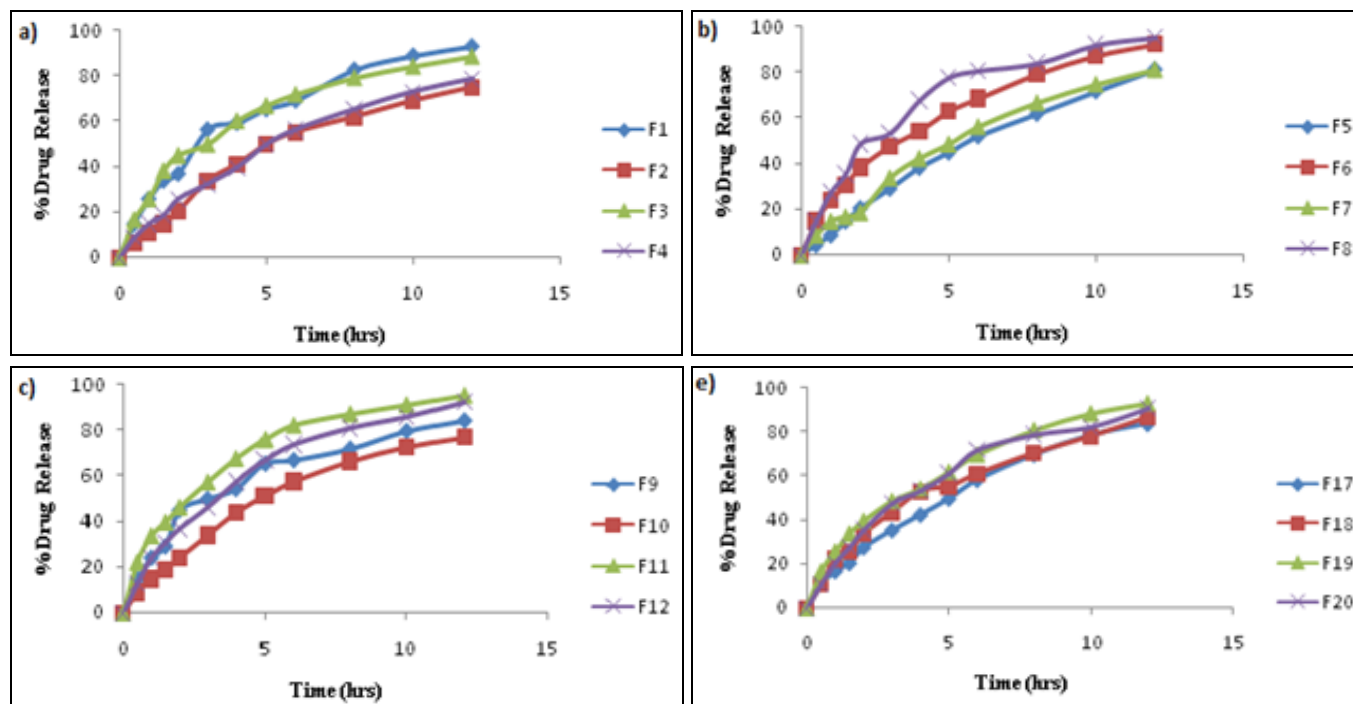 a)
%Drug Release
100
80
60
40
20
0
0 5 10 15
Time (hrs)
F1
F2
F3
F4
b)
%Drug Release
100
80
60
40
20
0
0 5 10 15
Time (hrs)
F5
F6
F7
F8
c)
%Drug Release
100
80
60
40
20
0
0 5 10 15
Time (hrs)
F9
F10
F11
F12
e)
%Drug Release
100
80
60
40
20
0
0 5 10 15
Time (hrs)
F17
F18
F19
F20